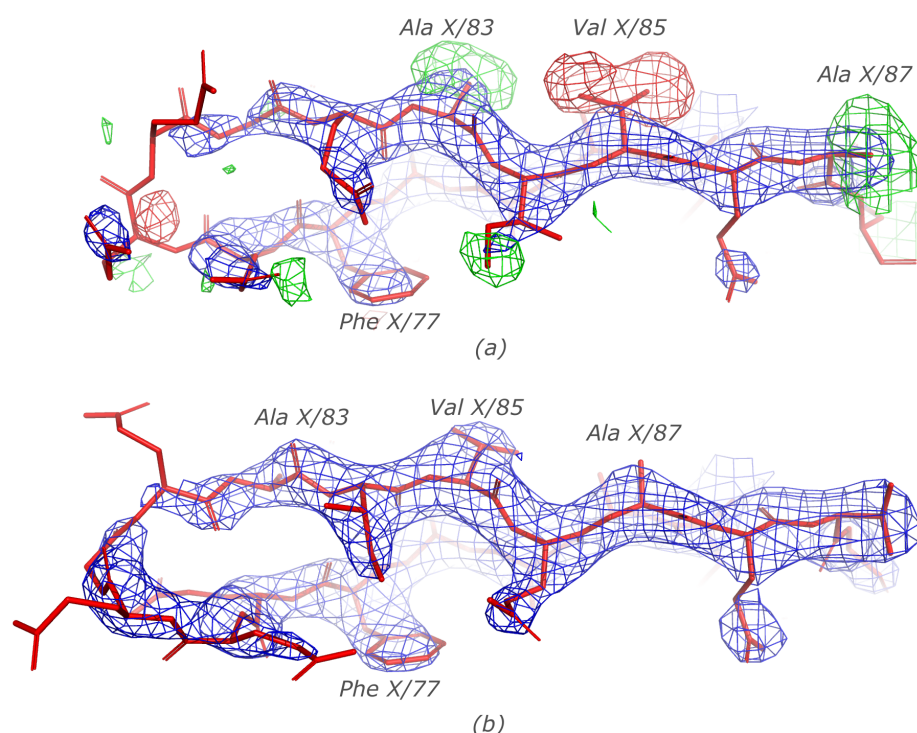 Ala X/83 Val X/85
Ala X/87
Phe X/77
(a)
Val X/85
Ala X/83
Ala X/87
Phe X/77
(b)